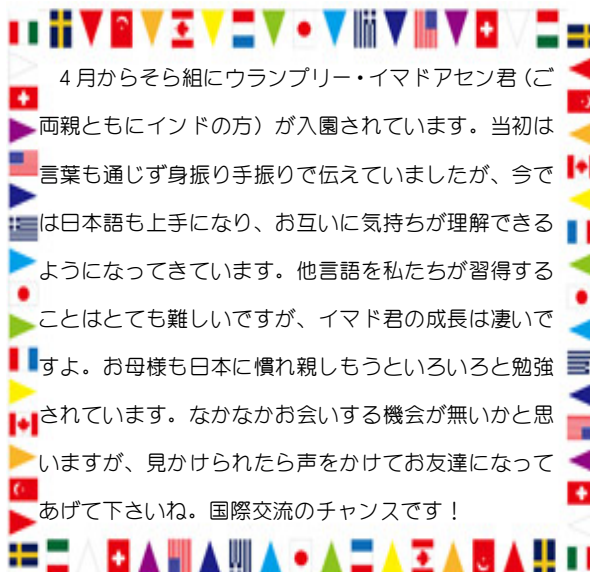 4月からそら組にウランプリー・イマドアセン君（ご
両親ともにインドの方）が入園されています。当初は
言葉も通じず身振り手振りで伝えていましたが、今で
は日本語も上手になり、お互いに気持ちが理解できる
ようになってきています。他言語を私たちが習得する
ことはとても難しいですが、イマド君の成長は凄いで
すよ。お母様も日本に慣れ親しもうといろいろと勉強
されています。なかなかお会いする機会が無いかと思
いますが、見かけられたら声をかけてお友達になって
あげて下さいね。国際交流のチャンスです！